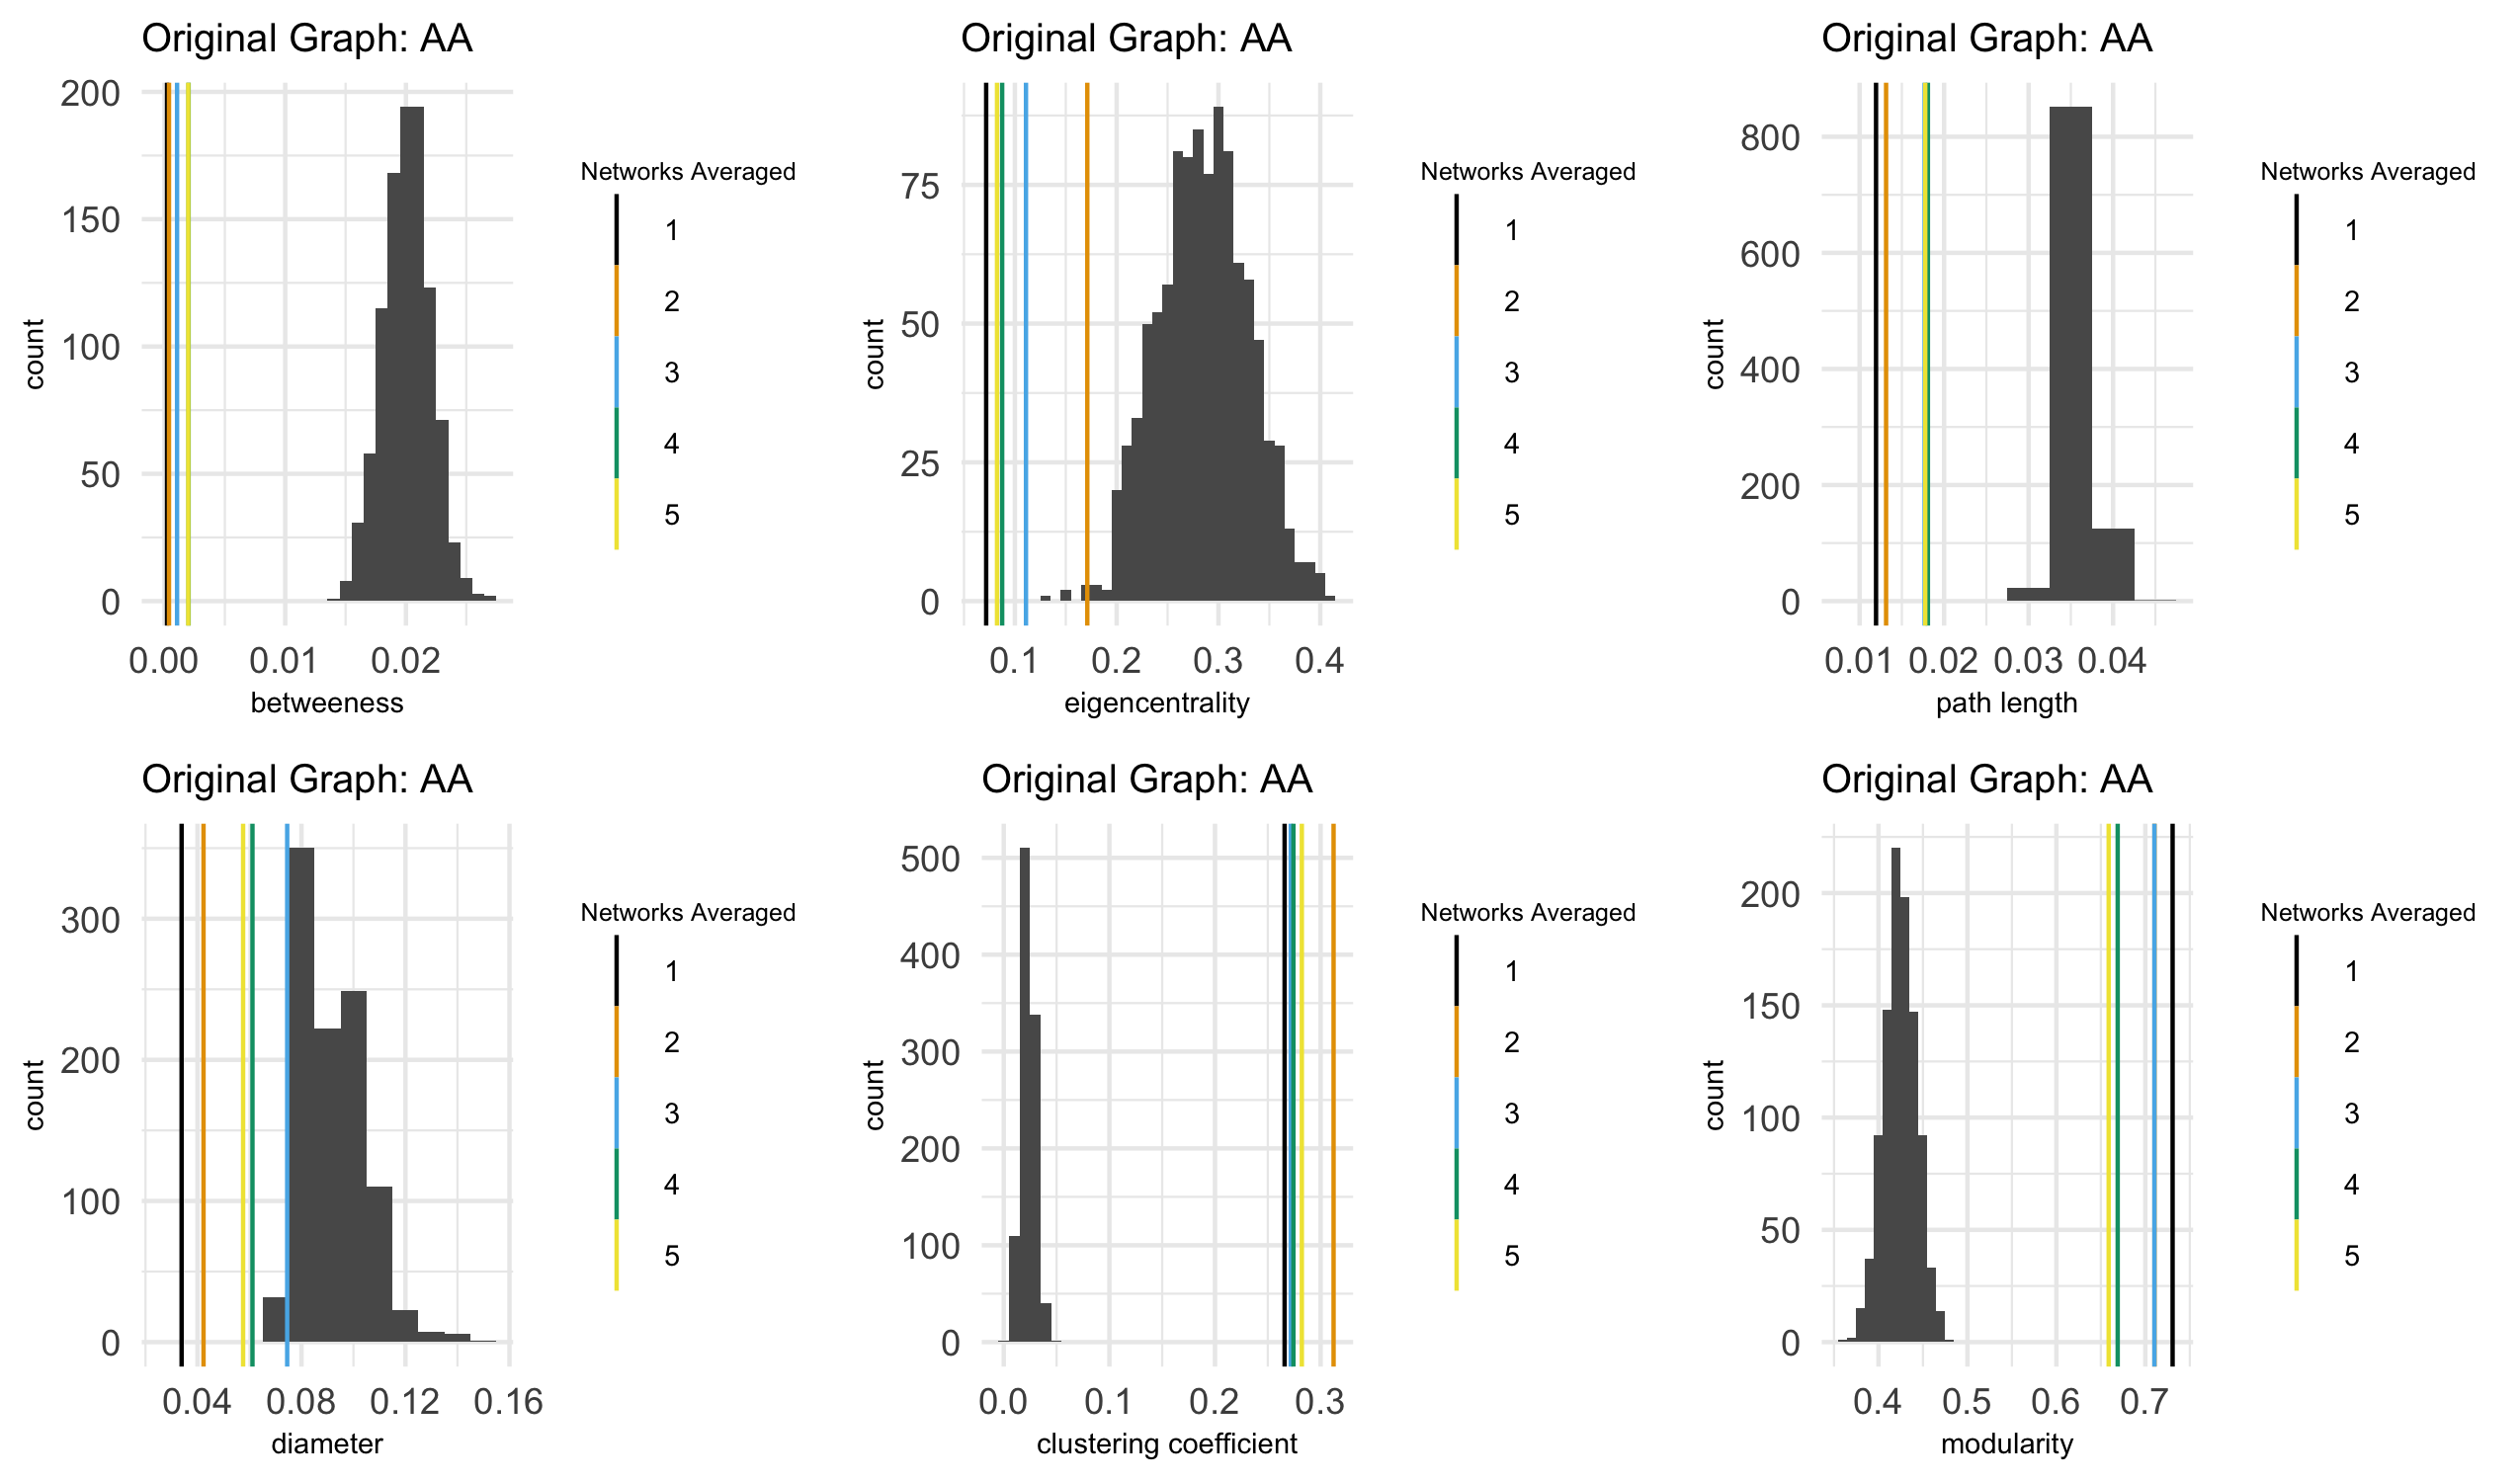 Original Graph: AA
200
150
100
50
0
count
0.00 0.01 0.02
betweeness
Networks Averaged
1
2
3
4
5
Original Graph: AA
75
50
25
0
count
0.1 0.2 0.3 0.4
eigencentrality
Networks Averaged
1
2
3
4
5
Original Graph: AA
800
600
400
200
0
count
0.01 0.02 0.03 0.04
path length
Networks Averaged
1
2
3
4
5
Original Graph: AA
300
200
100
0
count
0.04 0.08 0.12 0.16
diameter
Networks Averaged
1
2
3
4
5
Original Graph: AA
500
400
300
200
100
0
count
0.0 0.1 0.2 0.3
clustering coefficient
Networks Averaged
1
2
3
4
5
Original Graph: AA
200
150
100
50
0
count
0.4 0.5 0.6 0.7
modularity
Networks Averaged
1
2
3
4
5